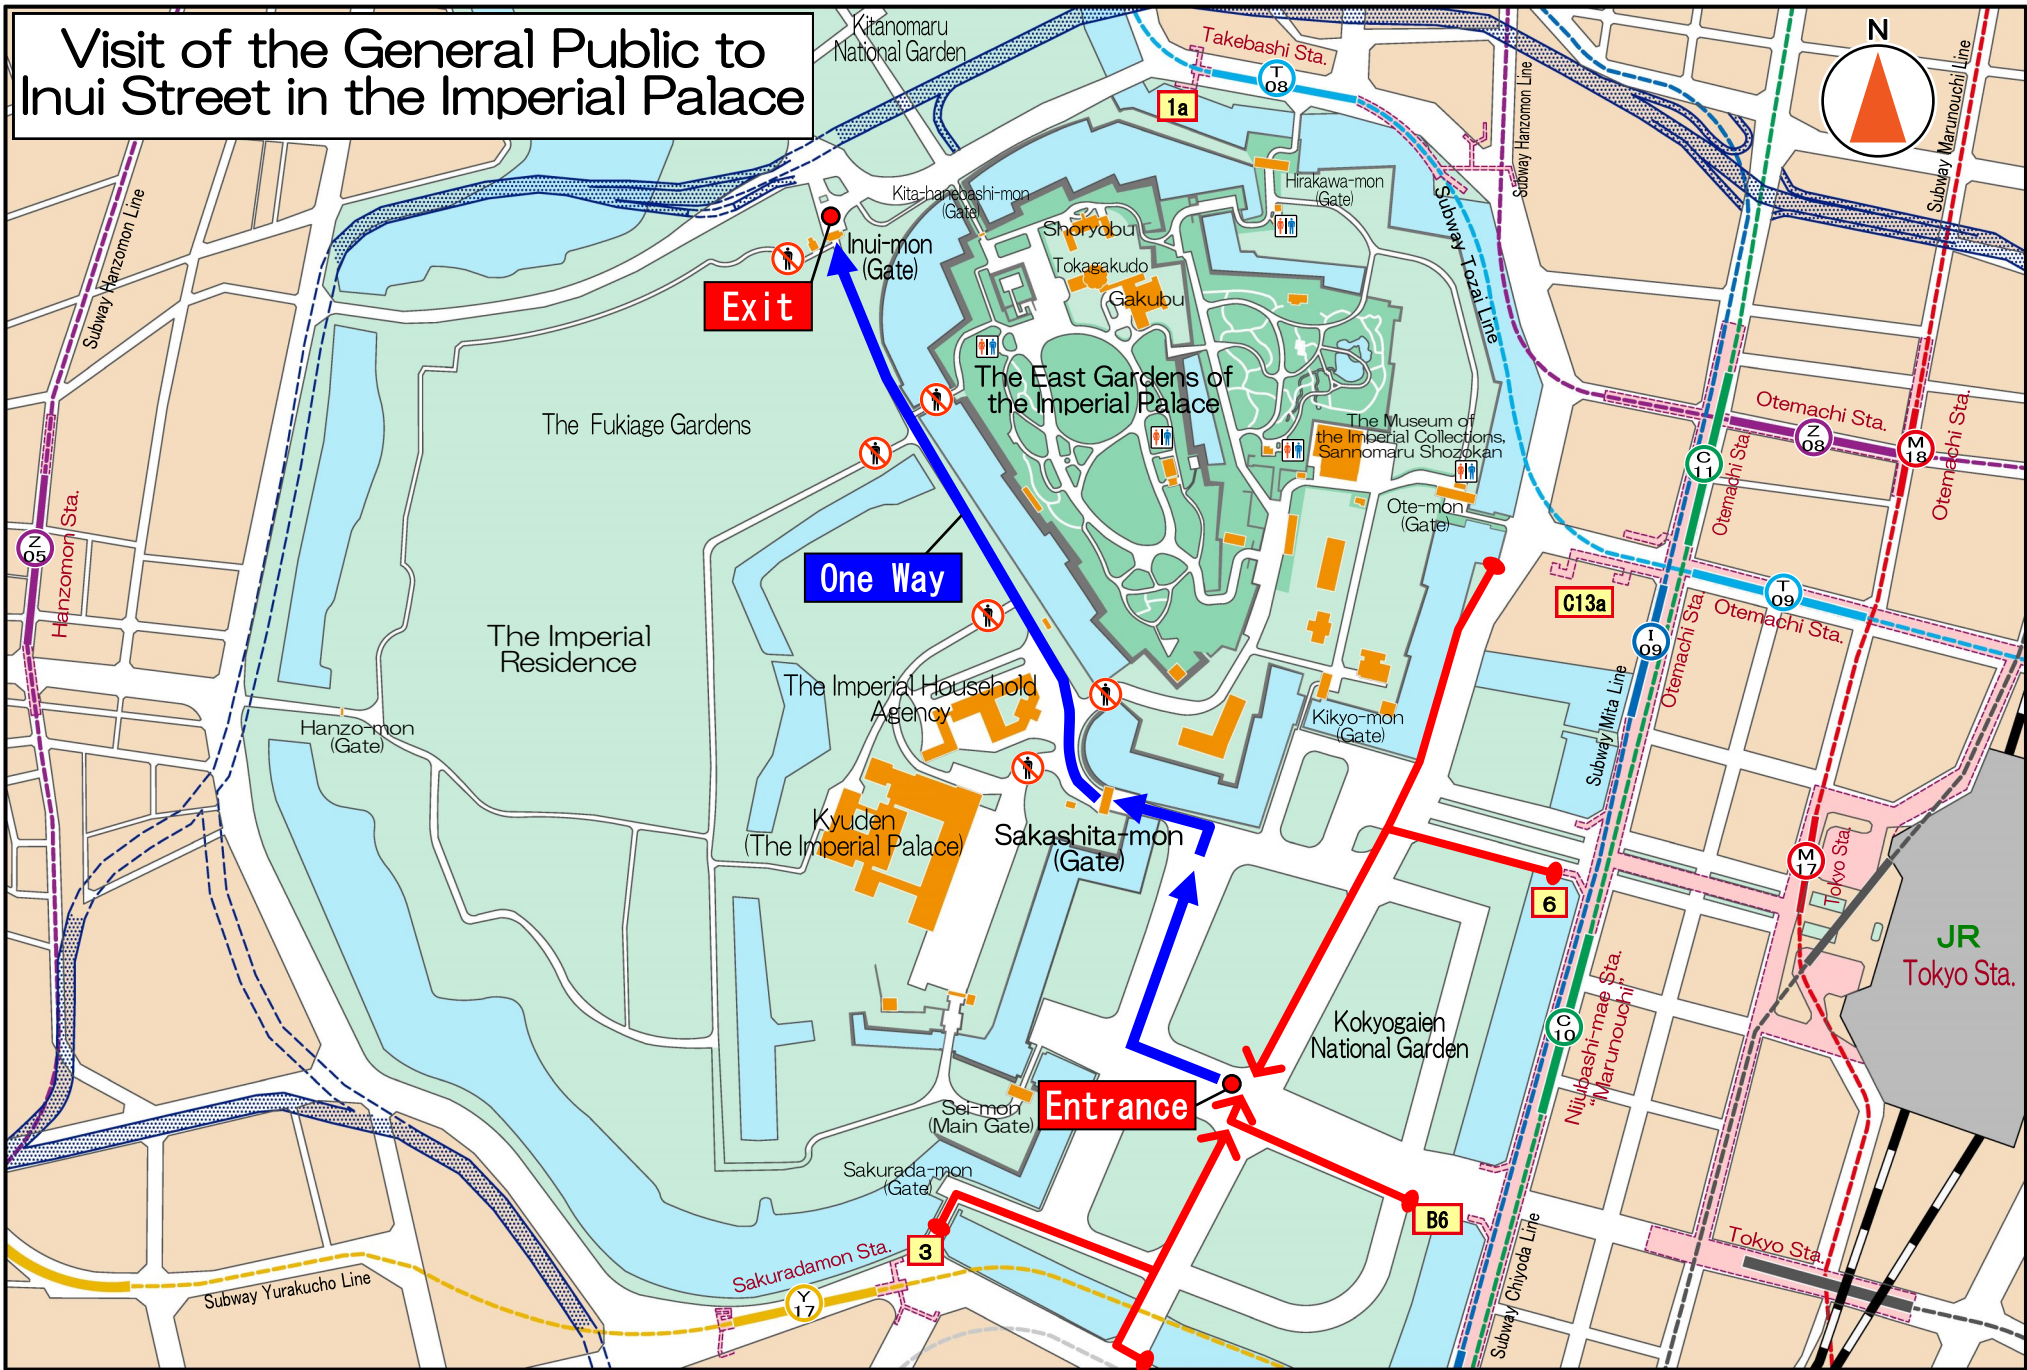 Visit of the General Public to
Inui Street in the Imperial Palace
Kitanomaru
National Garden
Takebashi Sta.
T
08
1a
N
Subway Hanzomon Line
Subway Marunouchi Line
Subway Hanzomon Line
Kita-hanebashi-mon
(Gate)
Hirakawa-mon
(Gate)
Inui-mon
(Gate)
Exit
Shoryobu
Tokagakudo
Gakubu
Subway Tozai Line
The East Gardens of
the Imperial Palace
The Fukiage Gardens
The Museum of
the Imperial Collections,
Sannomaru Shozokan
Otemachi Sta.
Z
08
M
18
Otemachi Sta.
C
11
Otemachi Sta.
Ote-mon
(Gate)
Z
05
Hanzomon Sta.
One Way
C13a
T
09
Otemachi Sta.
I
09
Otemachi Sta.
The Imperial
Residence
The Imperial Household
Agency
Subway Mita Line
Hanzo-mon
(Gate)
Kikyo-mon
(Gate)
Kyuden
(The Imperial Palace)
Sakashita-mon
(Gate)
M
17
Tokyo Sta.
6
JR
Tokyo Sta.
Kokyogaien
National Garden
C
10
Nijubashi-mae Sta.
“Marunouchi”
Entrance
Sei-mon
(Main Gate)
Sakurada-mon
(Gate)
B6
3
Sakuradamon Sta.
Y
17
Subway Yurakucho Line
Subway Chiyoda Line
Tokyo Sta.